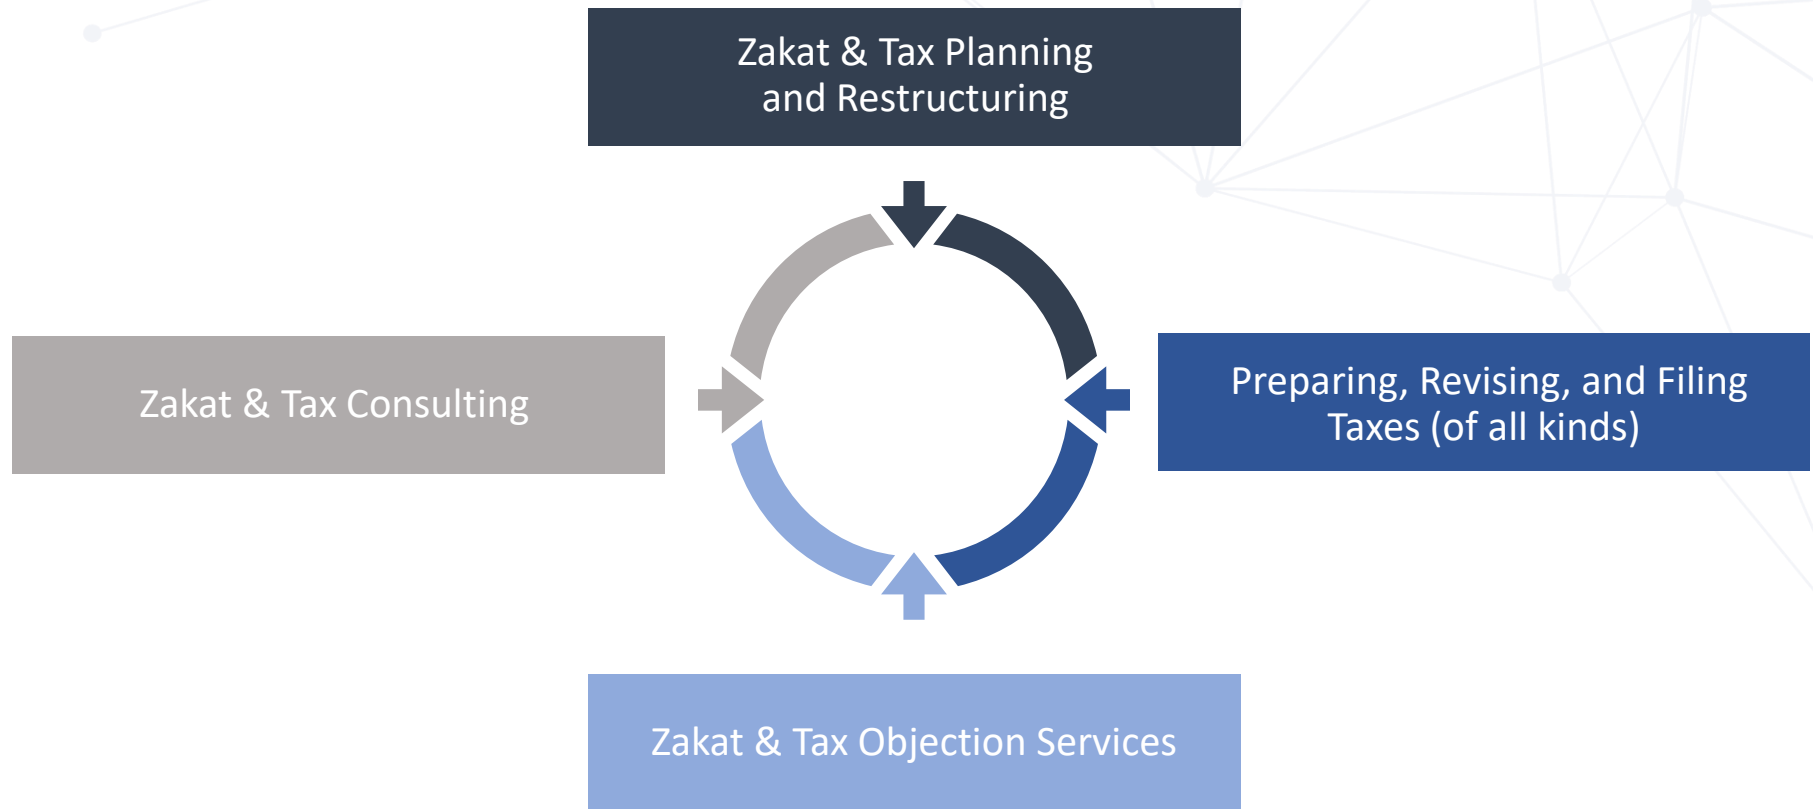 Zakat & Tax Planning
and Restructuring
Zakat & Tax Consulting
Preparing, Revising, and Filing
Taxes (of all kinds)
Zakat & Tax Objection Services